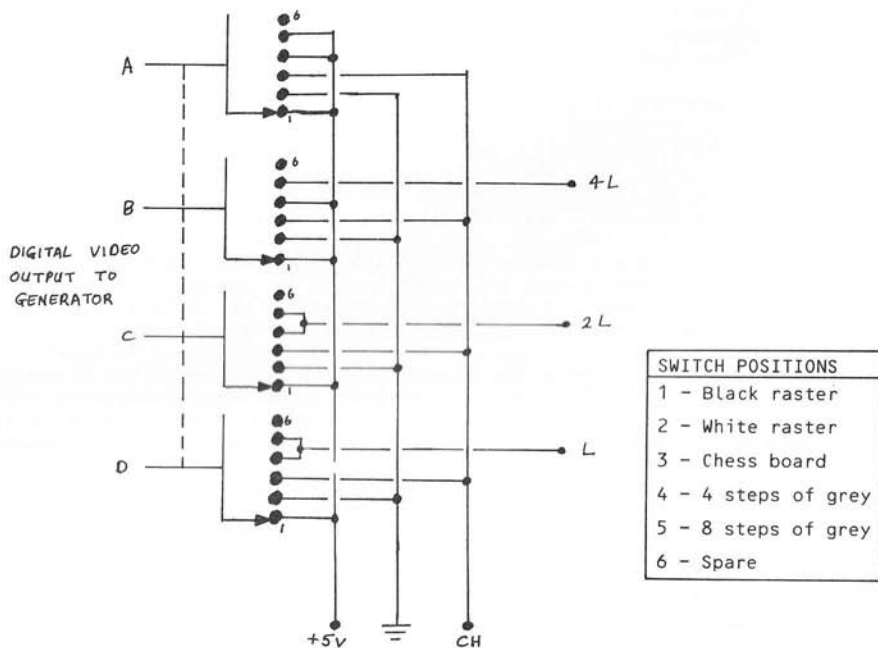 6
A
1
6
4L
B
1
DIGITAL VIDEO
OUTPUT TO
GENERATOR
6
2L
C
1
6
L
D
1
+5V
CH
SWITCH POSITIONS
1 - Black raster
2 - White raster
3 - Chess board
4 - 4 steps of grey
5 - 8 steps of grey
6 - Spare